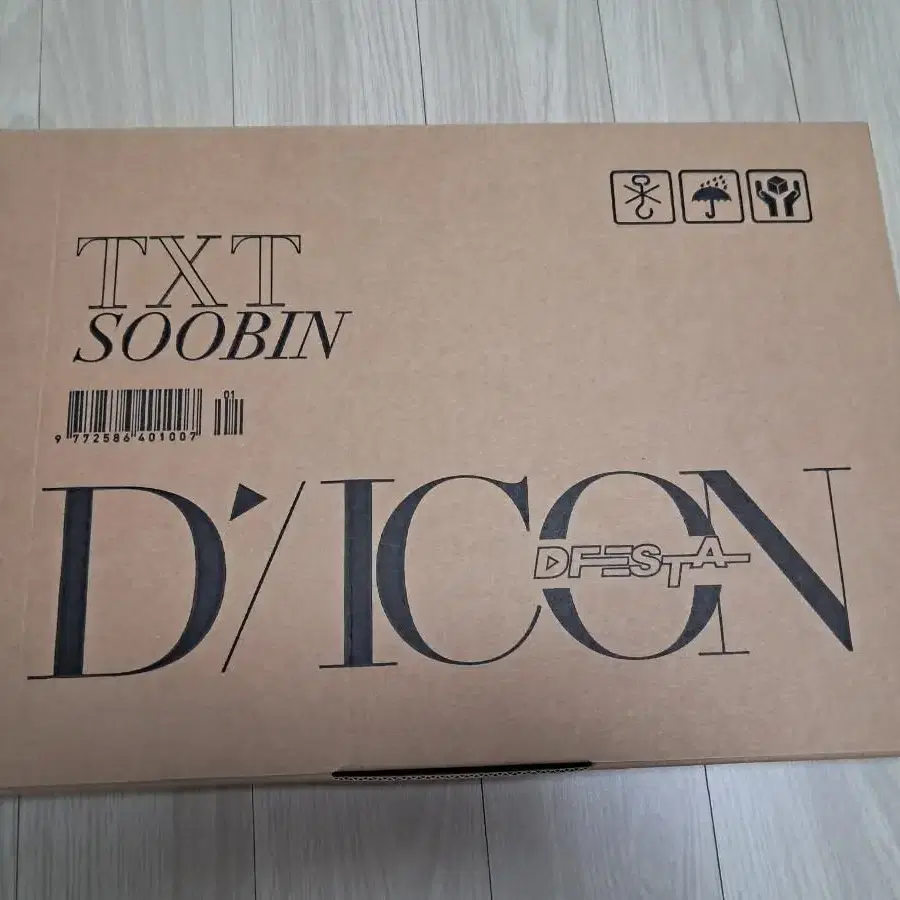 TXT
SOOBIN
01
9 772586 401007
D'/ICON
DFESTA